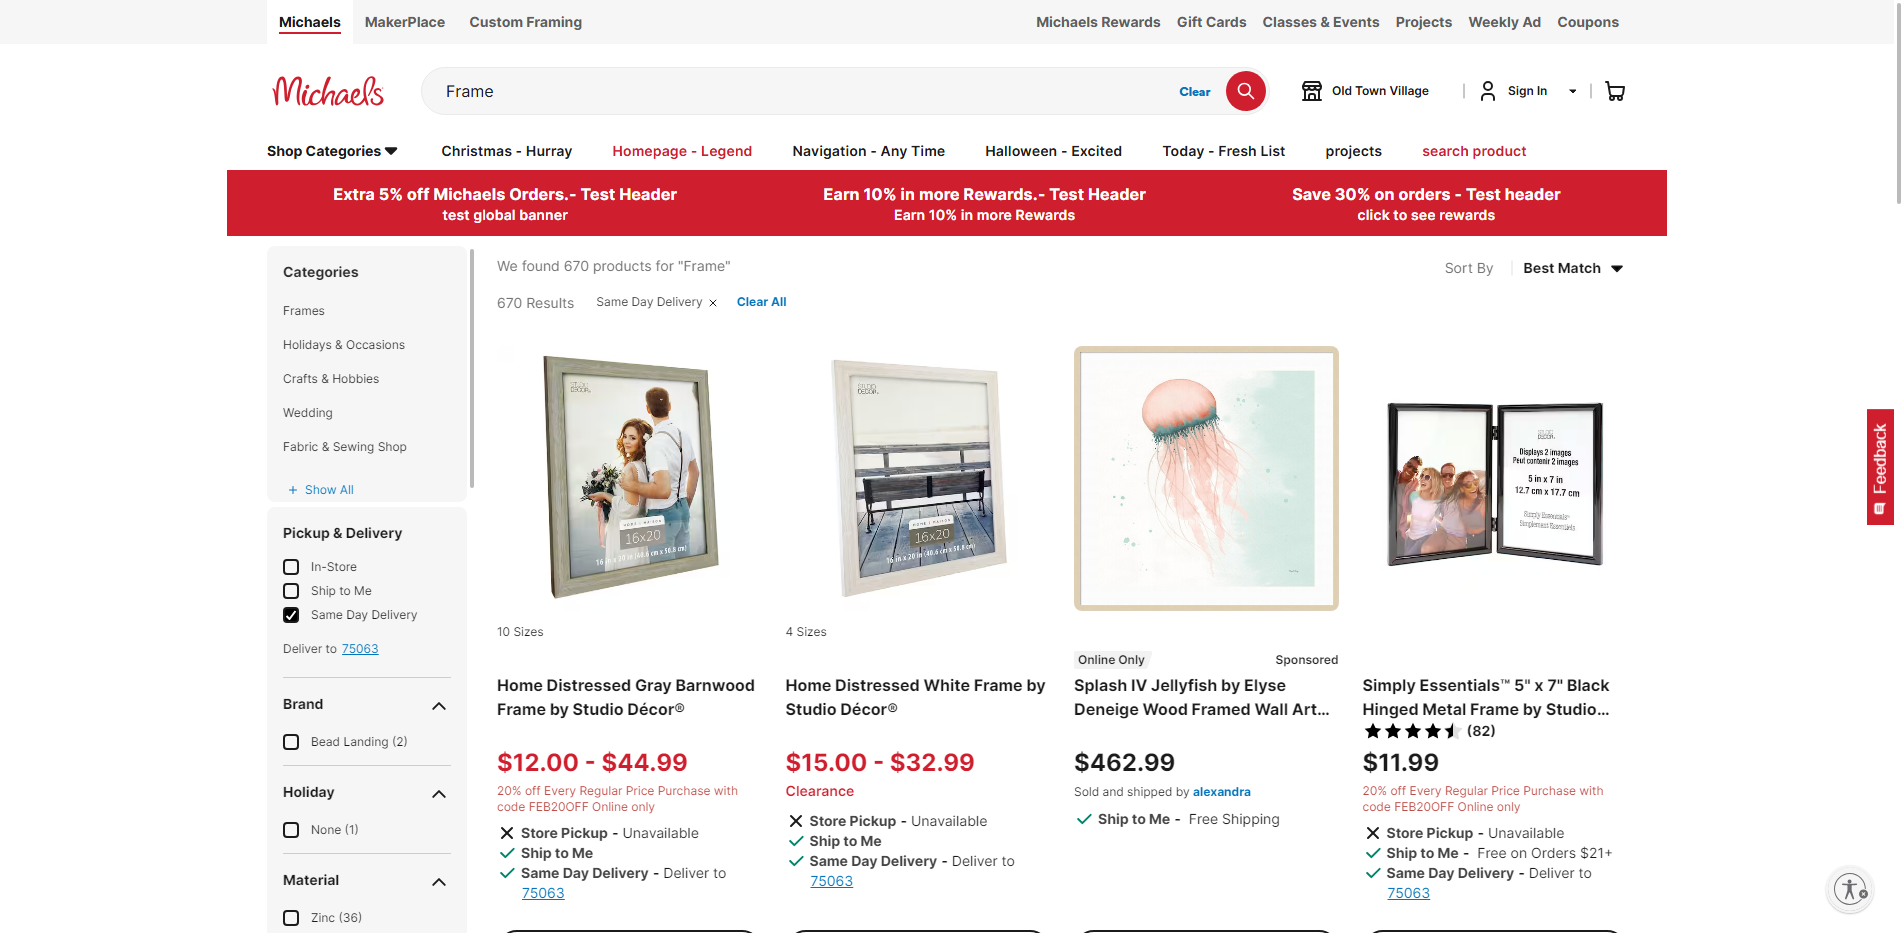 Michaels
MakerPlace
Custom Framing
Michaels Rewards
Gift Cards
Classes & Events
Projects
Weekly Ad
Coupons
Michaels
Frame
Clear
Old Town Village
Sign In
Shop Categories
Christmas - Hurray
Homepage - Legend
Navigation - Any Time
Halloween - Excited
Today - Fresh List
projects
search product
Extra 5% off Michaels Orders.- Test Header
test global banner
Earn 10% in more Rewards.- Test Header
Earn 10% in more Rewards
Save 30% on orders - Test header
click to see rewards
Categories
Frames
Holidays & Occasions
Crafts & Hobbies
Wedding
Fabric & Sewing Shop
+ Show All
Pickup & Delivery
In-Store
Ship to Me
Same Day Delivery
Deliver to 75063
Brand
Bead Landing (2)
Holiday
None (1)
Material
Zinc (36)
We found 670 products for "Frame"
Sort By
Best Match
670 Results
Same Day Delivery
Clear All
STUDIO
DECOR
HOME | MAISON
16x20
16 in x 20 in (40.6 cm x 50.8 cm)
10 Sizes
Home Distressed Gray Barnwood
Frame by Studio Décor®
$12.00 - $44.99
20% off Every Regular Price Purchase with
code FEB20OFF Online only
Store Pickup - Unavailable
Ship to Me
Same Day Delivery - Deliver to
75063
STUDIO
DECOR
HOME | MAISON
16x20
16 in x 20 in (40.6 cm x 50.8 cm)
4 Sizes
Home Distressed White Frame by
Studio Décor®
$15.00 - $32.99
Clearance
Store Pickup - Unavailable
Ship to Me
Same Day Delivery - Deliver to
75063
Online Only
Sponsored
Splash IV Jellyfish by Elyse
Deneige Wood Framed Wall Art...
$462.99
Sold and shipped by alexandra
Ship to Me - Free Shipping
STUDIO
DECOR
Displays 2 images
Peut contenir 2 images
5 in x 7 in
12.7 cm x 17.7 cm
Simply Essentials™
Simplement Essentiels
Simply Essentials™ 5" x 7" Black
Hinged Metal Frame by Studio...
(82)
$11.99
20% off Every Regular Price Purchase with
code FEB20OFF Online only
Store Pickup - Unavailable
Ship to Me - Free on Orders $21+
Same Day Delivery - Deliver to
75063
Feedback